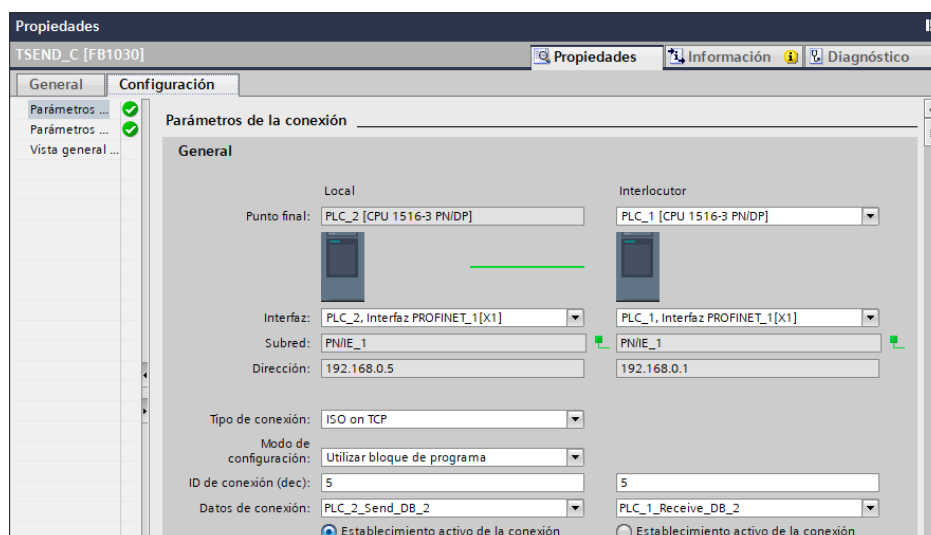 Propiedades
TSEND_C [FB1030]
Propiedades Información Diagnóstico
General Configuración
Parámetros ...
Parámetros ...
Vista general ...
Parámetros de la conexión
General
Local Interlocutor
Punto final: PLC_2 [CPU 1516-3 PN/DP] PLC_1 [CPU 1516-3 PN/DP]
Interfaz: PLC_2, Interfaz PROFINET_1[X1] PLC_1, Interfaz PROFINET_1[X1]
Subred: PN/IE_1 PN/IE_1
Dirección: 192.168.0.5 192.168.0.1
Tipo de conexión: ISO on TCP
Modo de
configuración: Utilizar bloque de programa
ID de conexión (dec): 5 5
Datos de conexión: PLC_2_Send_DB_2 PLC_1_Receive_DB_2
Establecimiento activo de la conexión Establecimiento activo de la conexión